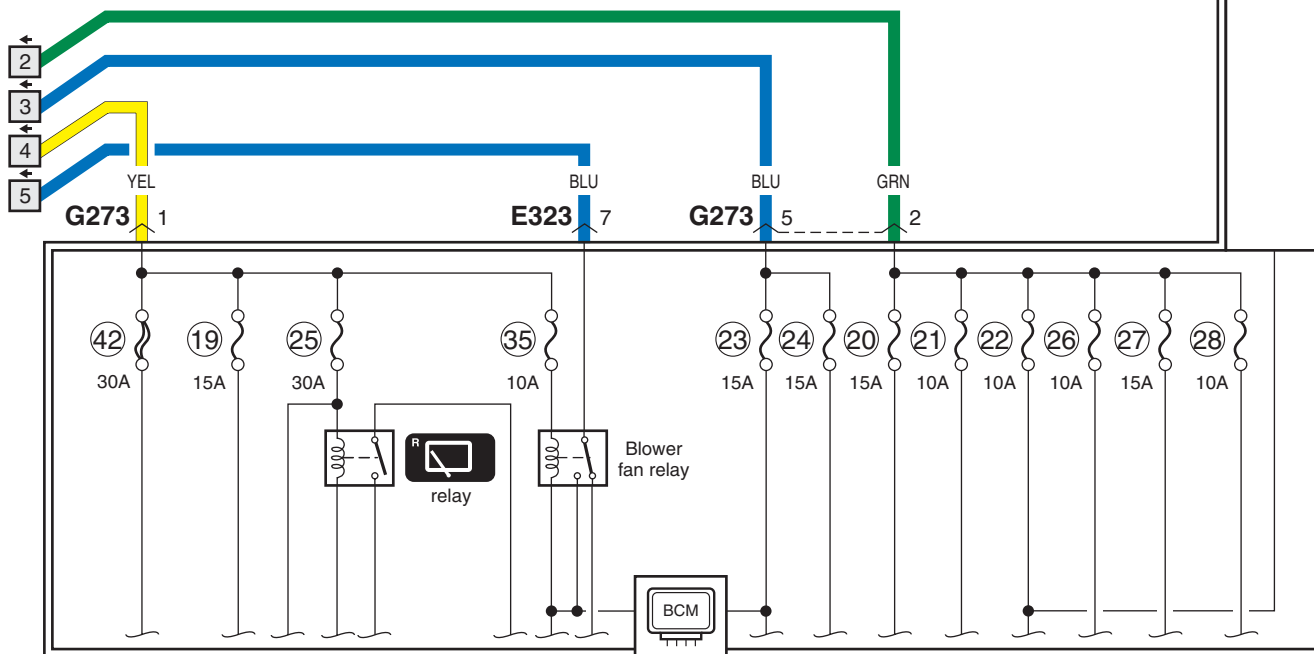 2
3
4
5
YEL
BLU
BLU
GRN
G273 1
E323 7
G273 5
2
42
19
25
35
23
24
20
21
22
26
27
28
30A
15A
30A
10A
15A
15A
15A
10A
10A
10A
15A
10A
R
relay
Blower
fan relay
BCM